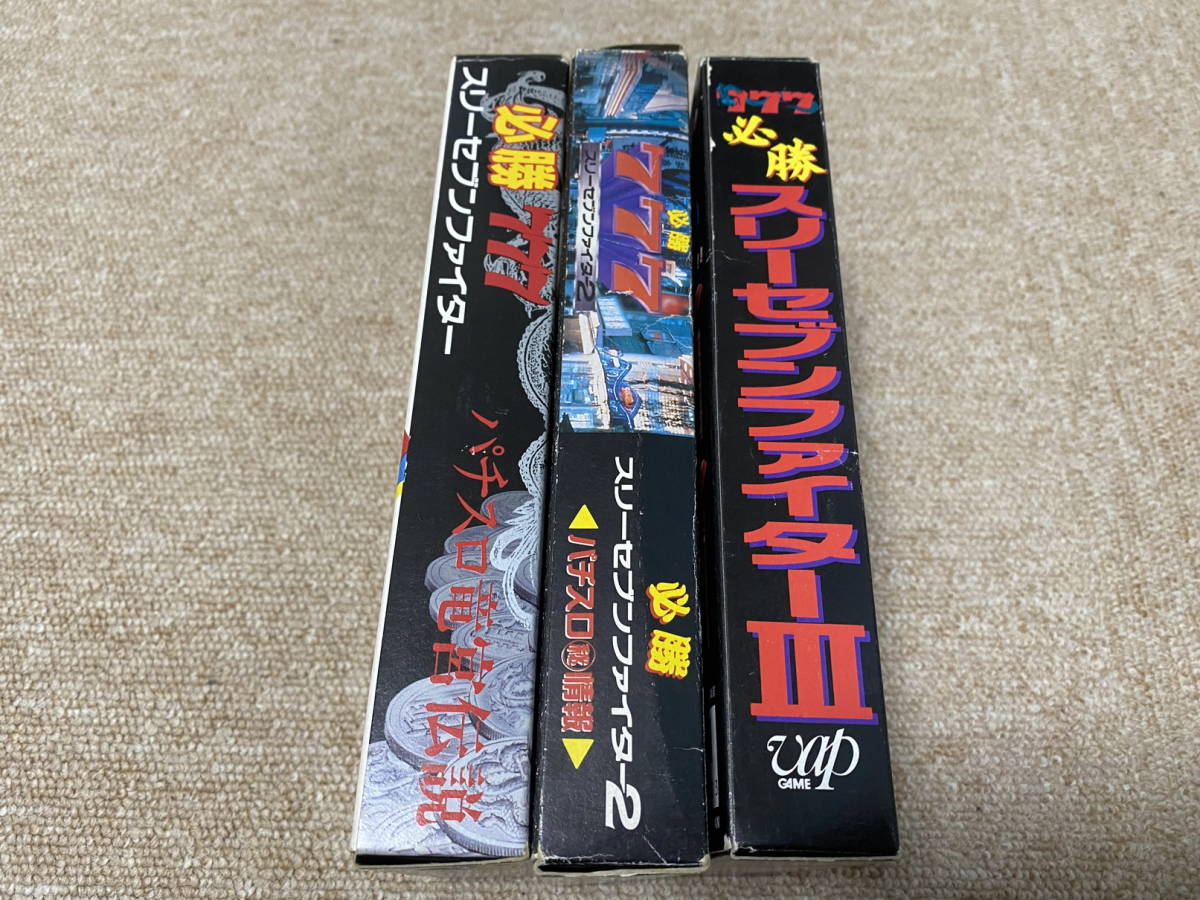 必勝777
スリーセブンファイター
パチスロ竜宮伝説
必勝
777
スリーセブンファイター2
必勝
スリーセブンファイター2
パチスロ㊙情報
777
必勝
スリーセブンファイターIII
vap
GAME